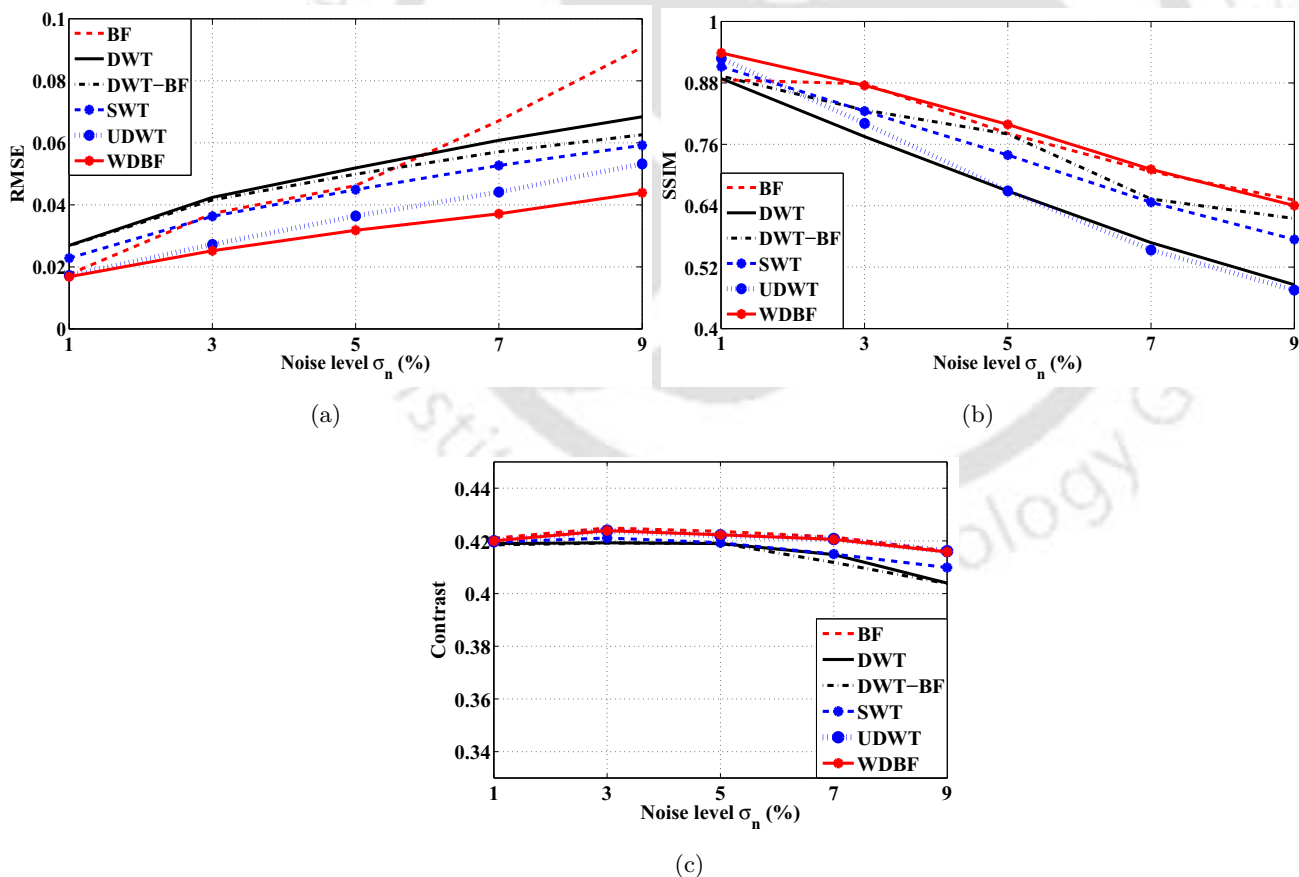 0.1
0.08
0.06
0.04
0.02
0
RMSE
BF
DWT
DWT−BF
SWT
UDWT
WDBF
1 3 5 7 9
Noise level σn (%)
(a)
1
0.88
0.76
0.64
0.52
0.4
SSIM
BF
DWT
DWT−BF
SWT
UDWT
WDBF
1 3 5 7 9
Noise level σn (%)
(b)
0.44
0.42
0.4
0.38
0.36
0.34
Contrast
BF
DWT
DWT−BF
SWT
UDWT
WDBF
1 3 5 7 9
Noise level σn (%)
(c)
ology G